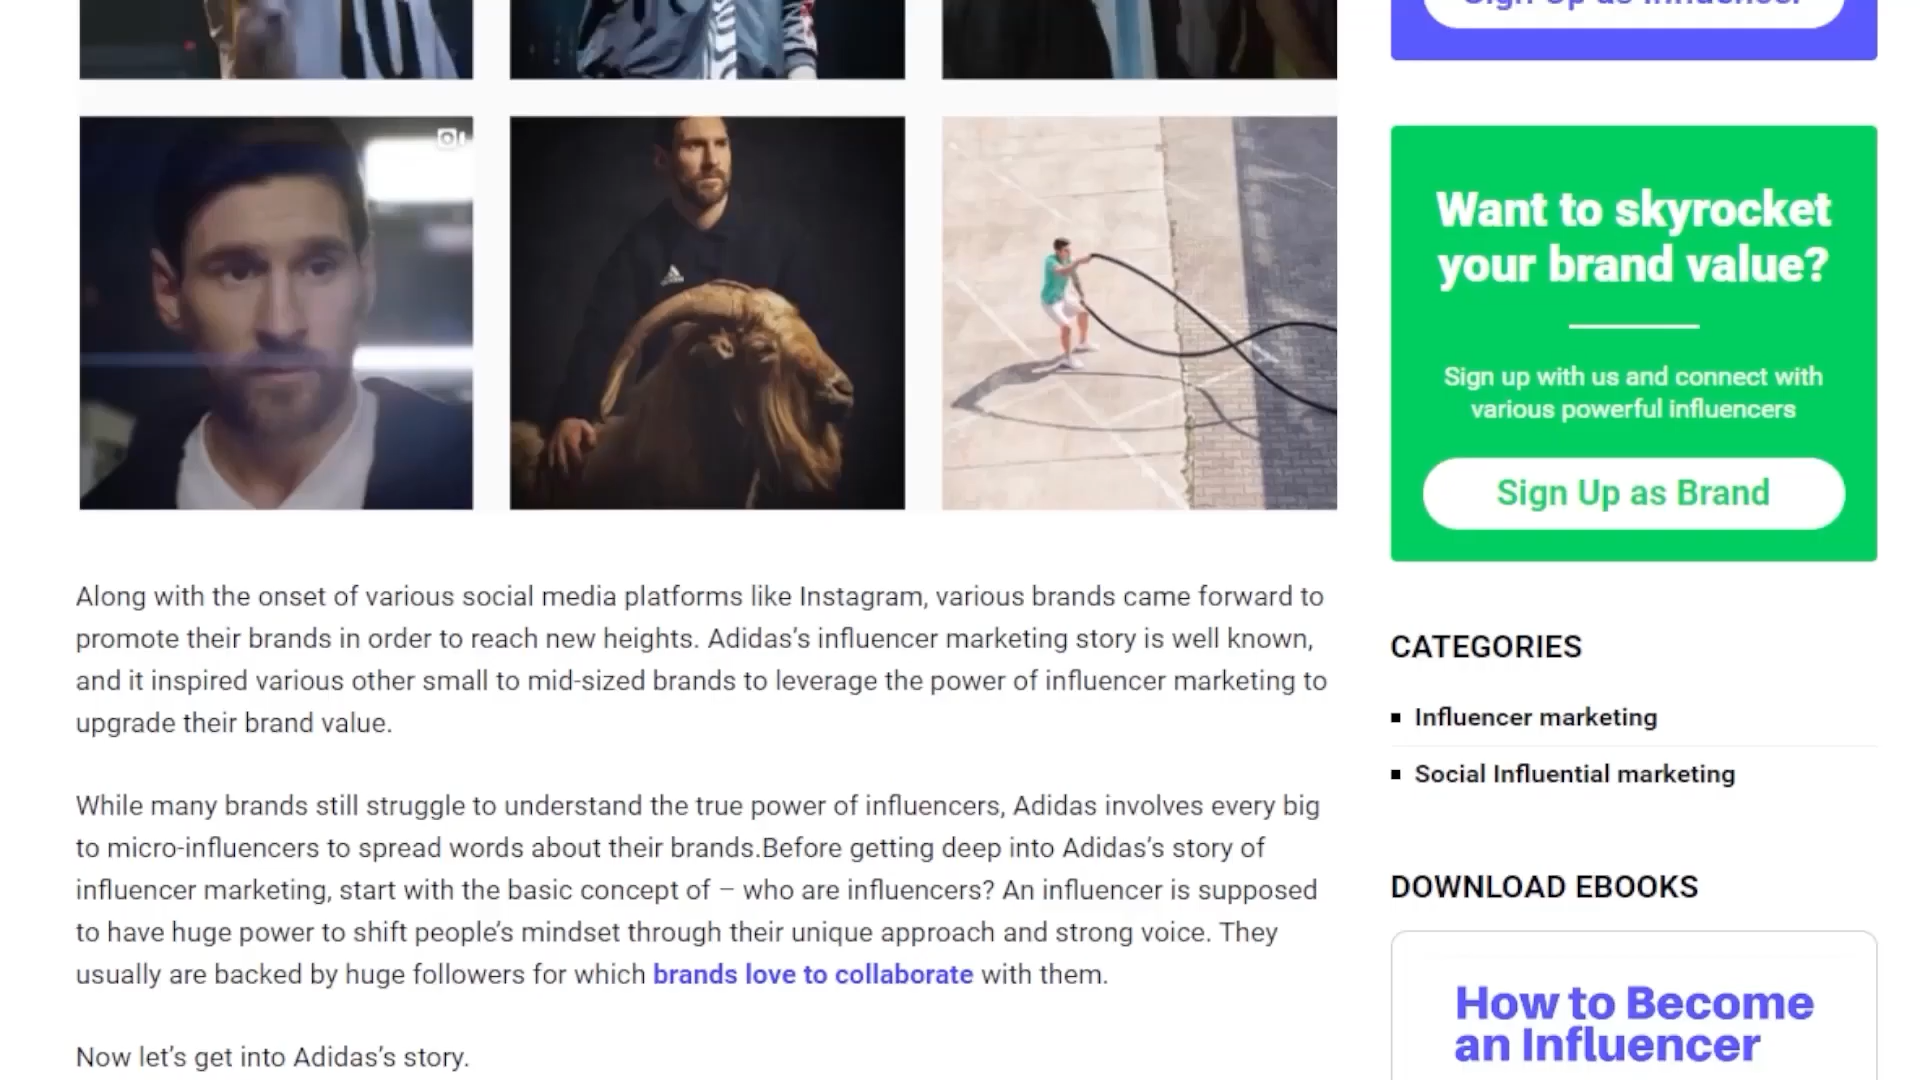 Want to skyrocket
your brand value?
Sign up with us and connect with
various powerful influencers
Sign Up as Brand
Along with the onset of various social media platforms like Instagram, various brands came forward to
promote their brands in order to reach new heights. Adidas’s influencer marketing story is well known,
and it inspired various other small to mid-sized brands to leverage the power of influencer marketing to
upgrade their brand value.
While many brands still struggle to understand the true power of influencers, Adidas involves every big
to micro-influencers to spread words about their brands.Before getting deep into Adidas’s story of
influencer marketing, start with the basic concept of – who are influencers? An influencer is supposed
to have huge power to shift people’s mindset through their unique approach and strong voice. They
usually are backed by huge followers for which brands love to collaborate with them.
Now let’s get into Adidas’s story.
Sign Up as Influencer
CATEGORIES
Influencer marketing
Social Influential marketing
DOWNLOAD EBOOKS
How to Become
an Influencer